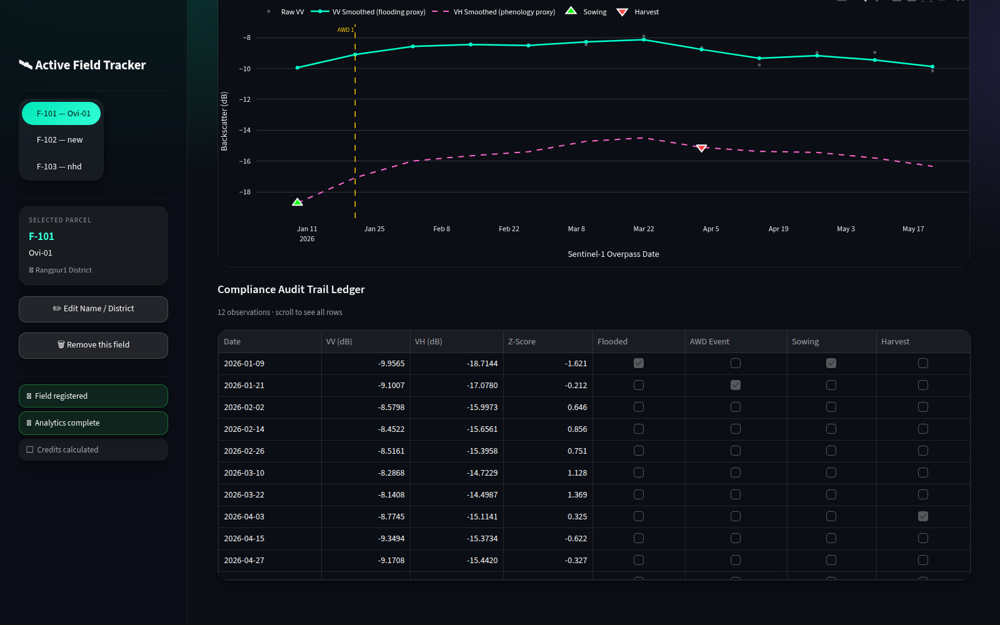 Active Field Tracker
F-101 — Ovi-01
F-102 — new
F-103 — nhd
SELECTED PARCEL
F-101
Ovi-01
Rangpur1 District
Edit Name / District
Remove this field
Field registered
Analytics complete
Credits calculated
Raw VV
VV Smoothed (flooding proxy)
VH Smoothed (phenology proxy)
Sowing
Harvest
AWD 1
Backscatter (dB)
−8
−10
−12
−14
−16
−18
Jan 11
2026
Jan 25
Feb 8
Feb 22
Mar 8
Mar 22
Apr 5
Apr 19
May 3
May 17
Sentinel-1 Overpass Date
Compliance Audit Trail Ledger
12 observations · scroll to see all rows
Date VV (dB) VH (dB) Z-Score Flooded AWD Event Sowing Harvest
2026-01-09 -9.9565 -18.7144 -1.621
2026-01-21 -9.1007 -17.0780 -0.212
2026-02-02 -8.5798 -15.9973 0.646
2026-02-14 -8.4522 -15.6561 0.856
2026-02-26 -8.5161 -15.3958 0.751
2026-03-10 -8.2868 -14.7229 1.128
2026-03-22 -8.1408 -14.4987 1.369
2026-04-03 -8.7745 -15.1141 0.325
2026-04-15 -9.3494 -15.3734 -0.622
2026-04-27 -9.1708 -15.4420 -0.327